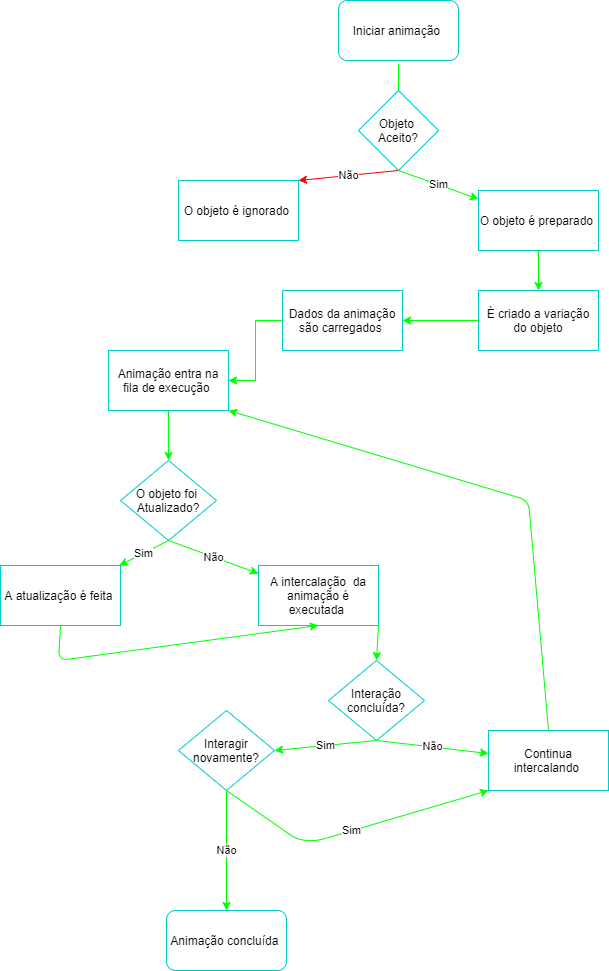 Iniciar animação
Objeto
Aceito?
Não
Sim
O objeto é ignorado
O objeto é preparado
Dados da animação
são carregados
È criado a variação
do objeto
Animação entra na
fila de execução
O objeto foi
Atualizado?
Sim
Não
A atualização é feita
A intercalação da
animação é
executada
Interação
concluída?
Sim
Não
Interagir
novamente?
Continua
intercalando
Sim
Não
Animação concluída